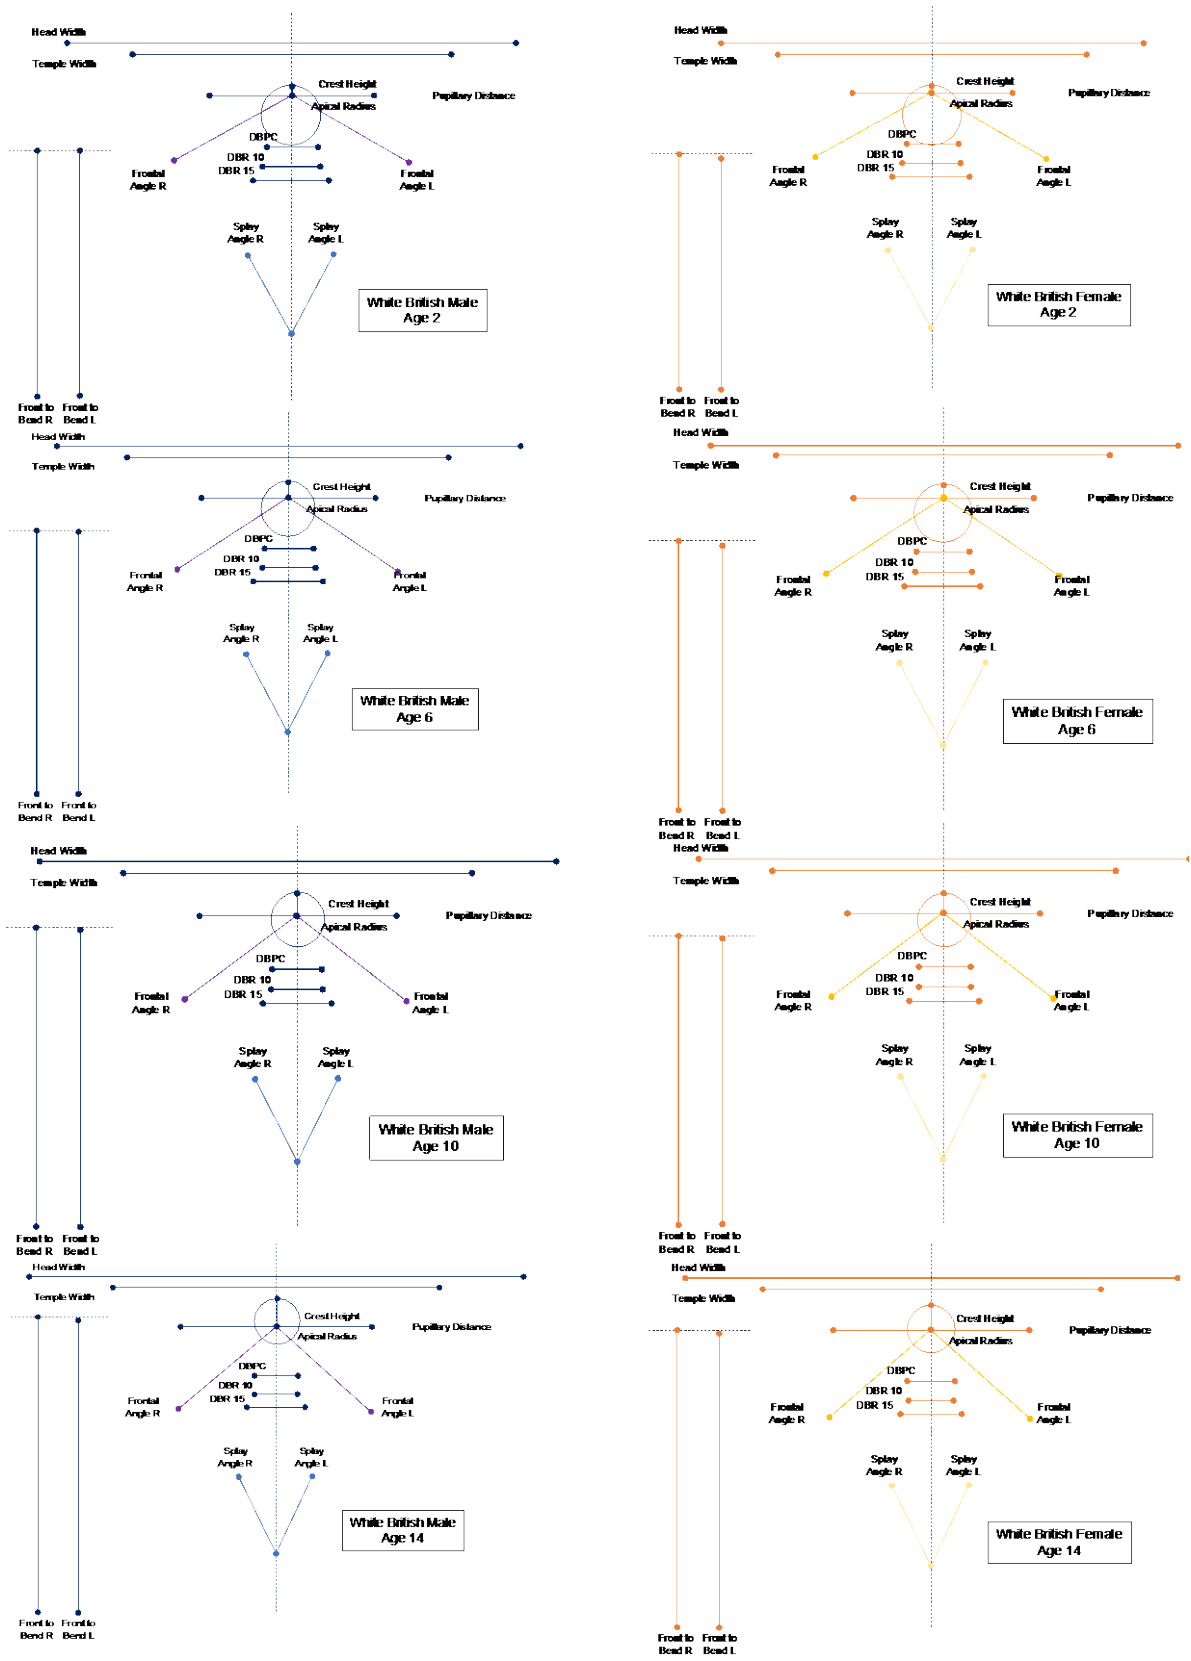 Head Width
Temple Width
Crest Height
Pupillary Distance
Apical Radius
DBPC
DBR 10
DBR 15
Frontal
Angle R
Frontal
Angle L
Splay
Angle R
Splay
Angle L
White British Male
Age 2
Front to
Bend R
Front to
Bend L
Head Width
Temple Width
Crest Height
Pupillary Distance
Apical Radius
DBPC
DBR 10
DBR 15
Frontal
Angle R
Frontal
Angle L
Splay
Angle R
Splay
Angle L
White British Female
Age 2
Front to
Bend R
Front to
Bend L
Head Width
Temple Width
Crest Height
Pupillary Distance
Apical Radius
DBPC
DBR 10
DBR 15
Frontal
Angle R
Frontal
Angle L
Splay
Angle R
Splay
Angle L
White British Male
Age 6
Front to
Bend R
Front to
Bend L
Head Width
Temple Width
Crest Height
Pupillary Distance
Apical Radius
DBPC
DBR 10
DBR 15
Frontal
Angle R
Frontal
Angle L
Splay
Angle R
Splay
Angle L
White British Female
Age 6
Front to
Bend R
Front to
Bend L
Head Width
Temple Width
Crest Height
Pupillary Distance
Apical Radius
DBPC
DBR 10
DBR 15
Frontal
Angle R
Frontal
Angle L
Splay
Angle R
Splay
Angle L
White British Male
Age 10
Front to
Bend R
Front to
Bend L
Head Width
Temple Width
Crest Height
Pupillary Distance
Apical Radius
DBPC
DBR 10
DBR 15
Frontal
Angle R
Frontal
Angle L
Splay
Angle R
Splay
Angle L
White British Female
Age 10
Front to
Bend R
Front to
Bend L
Head Width
Temple Width
Crest Height
Pupillary Distance
Apical Radius
DBPC
DBR 10
DBR 15
Frontal
Angle R
Frontal
Angle L
Splay
Angle R
Splay
Angle L
White British Male
Age 14
Front to
Bend R
Front to
Bend L
Head Width
Temple Width
Crest Height
Pupillary Distance
Apical Radius
DBPC
DBR 10
DBR 15
Frontal
Angle R
Frontal
Angle L
Splay
Angle R
Splay
Angle L
White British Female
Age 14
Front to
Bend R
Front to
Bend L